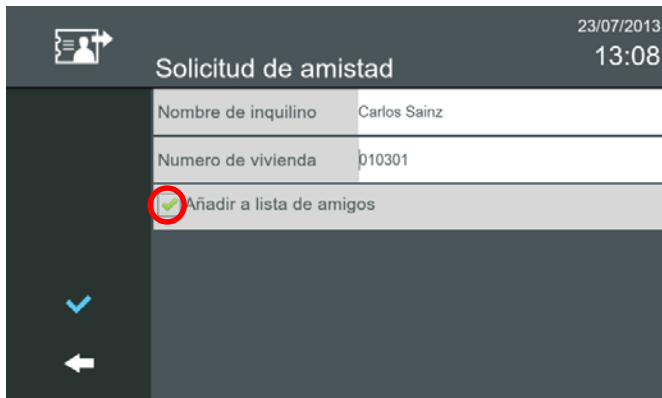 23/07/2013
13:08
Solicitud de amistad
Nombre de inquilino Carlos Sainz
Numero de vivienda 010301
Añadir a lista de amigos